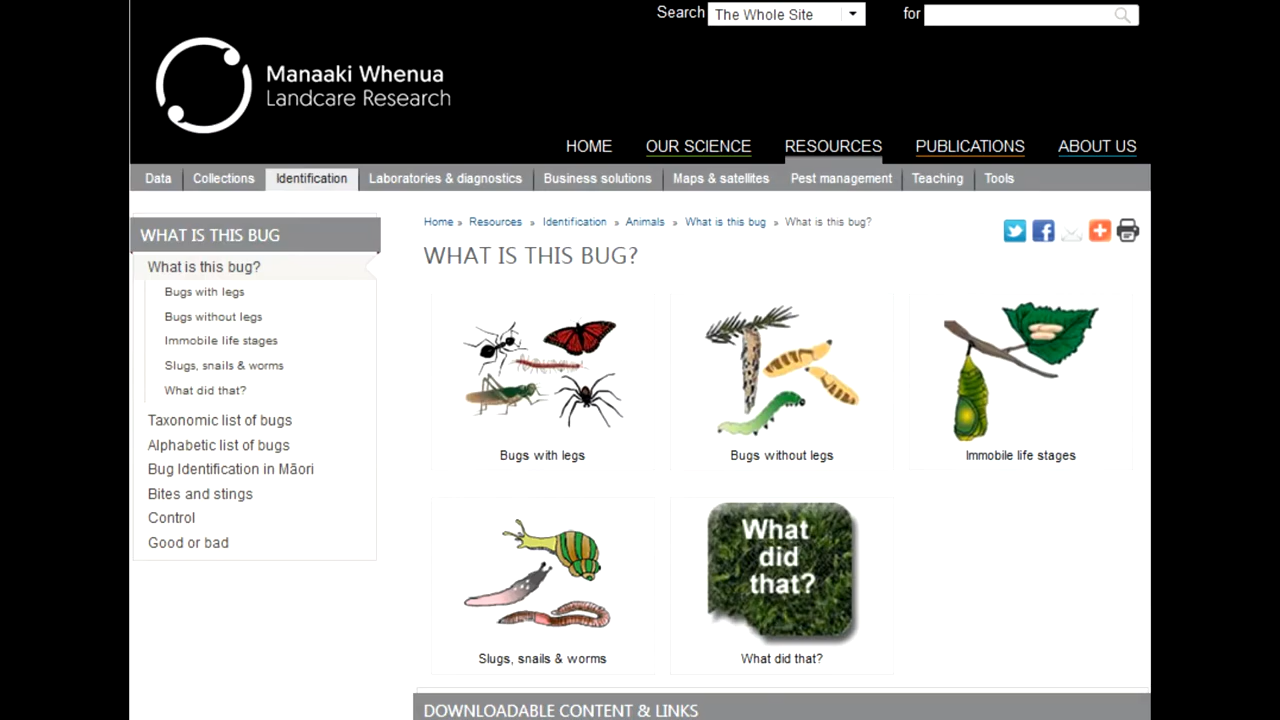 Search The Whole Site for
Manaaki Whenua
Landcare Research
HOME OUR SCIENCE RESOURCES PUBLICATIONS ABOUT US
Data Collections Identification Laboratories & diagnostics Business solutions Maps & satellites Pest management Teaching Tools
WHAT IS THIS BUG
What is this bug?
Bugs with legs
Bugs without legs
Immobile life stages
Slugs, snails & worms
What did that?
Taxonomic list of bugs
Alphabetic list of bugs
Bug Identification in Māori
Bites and stings
Control
Good or bad
Home » Resources » Identification » Animals » What is this bug » What is this bug?
WHAT IS THIS BUG?
Bugs with legs
Bugs without legs
Immobile life stages
Slugs, snails & worms
What
did
that?
What did that?
DOWNLOADABLE CONTENT & LINKS